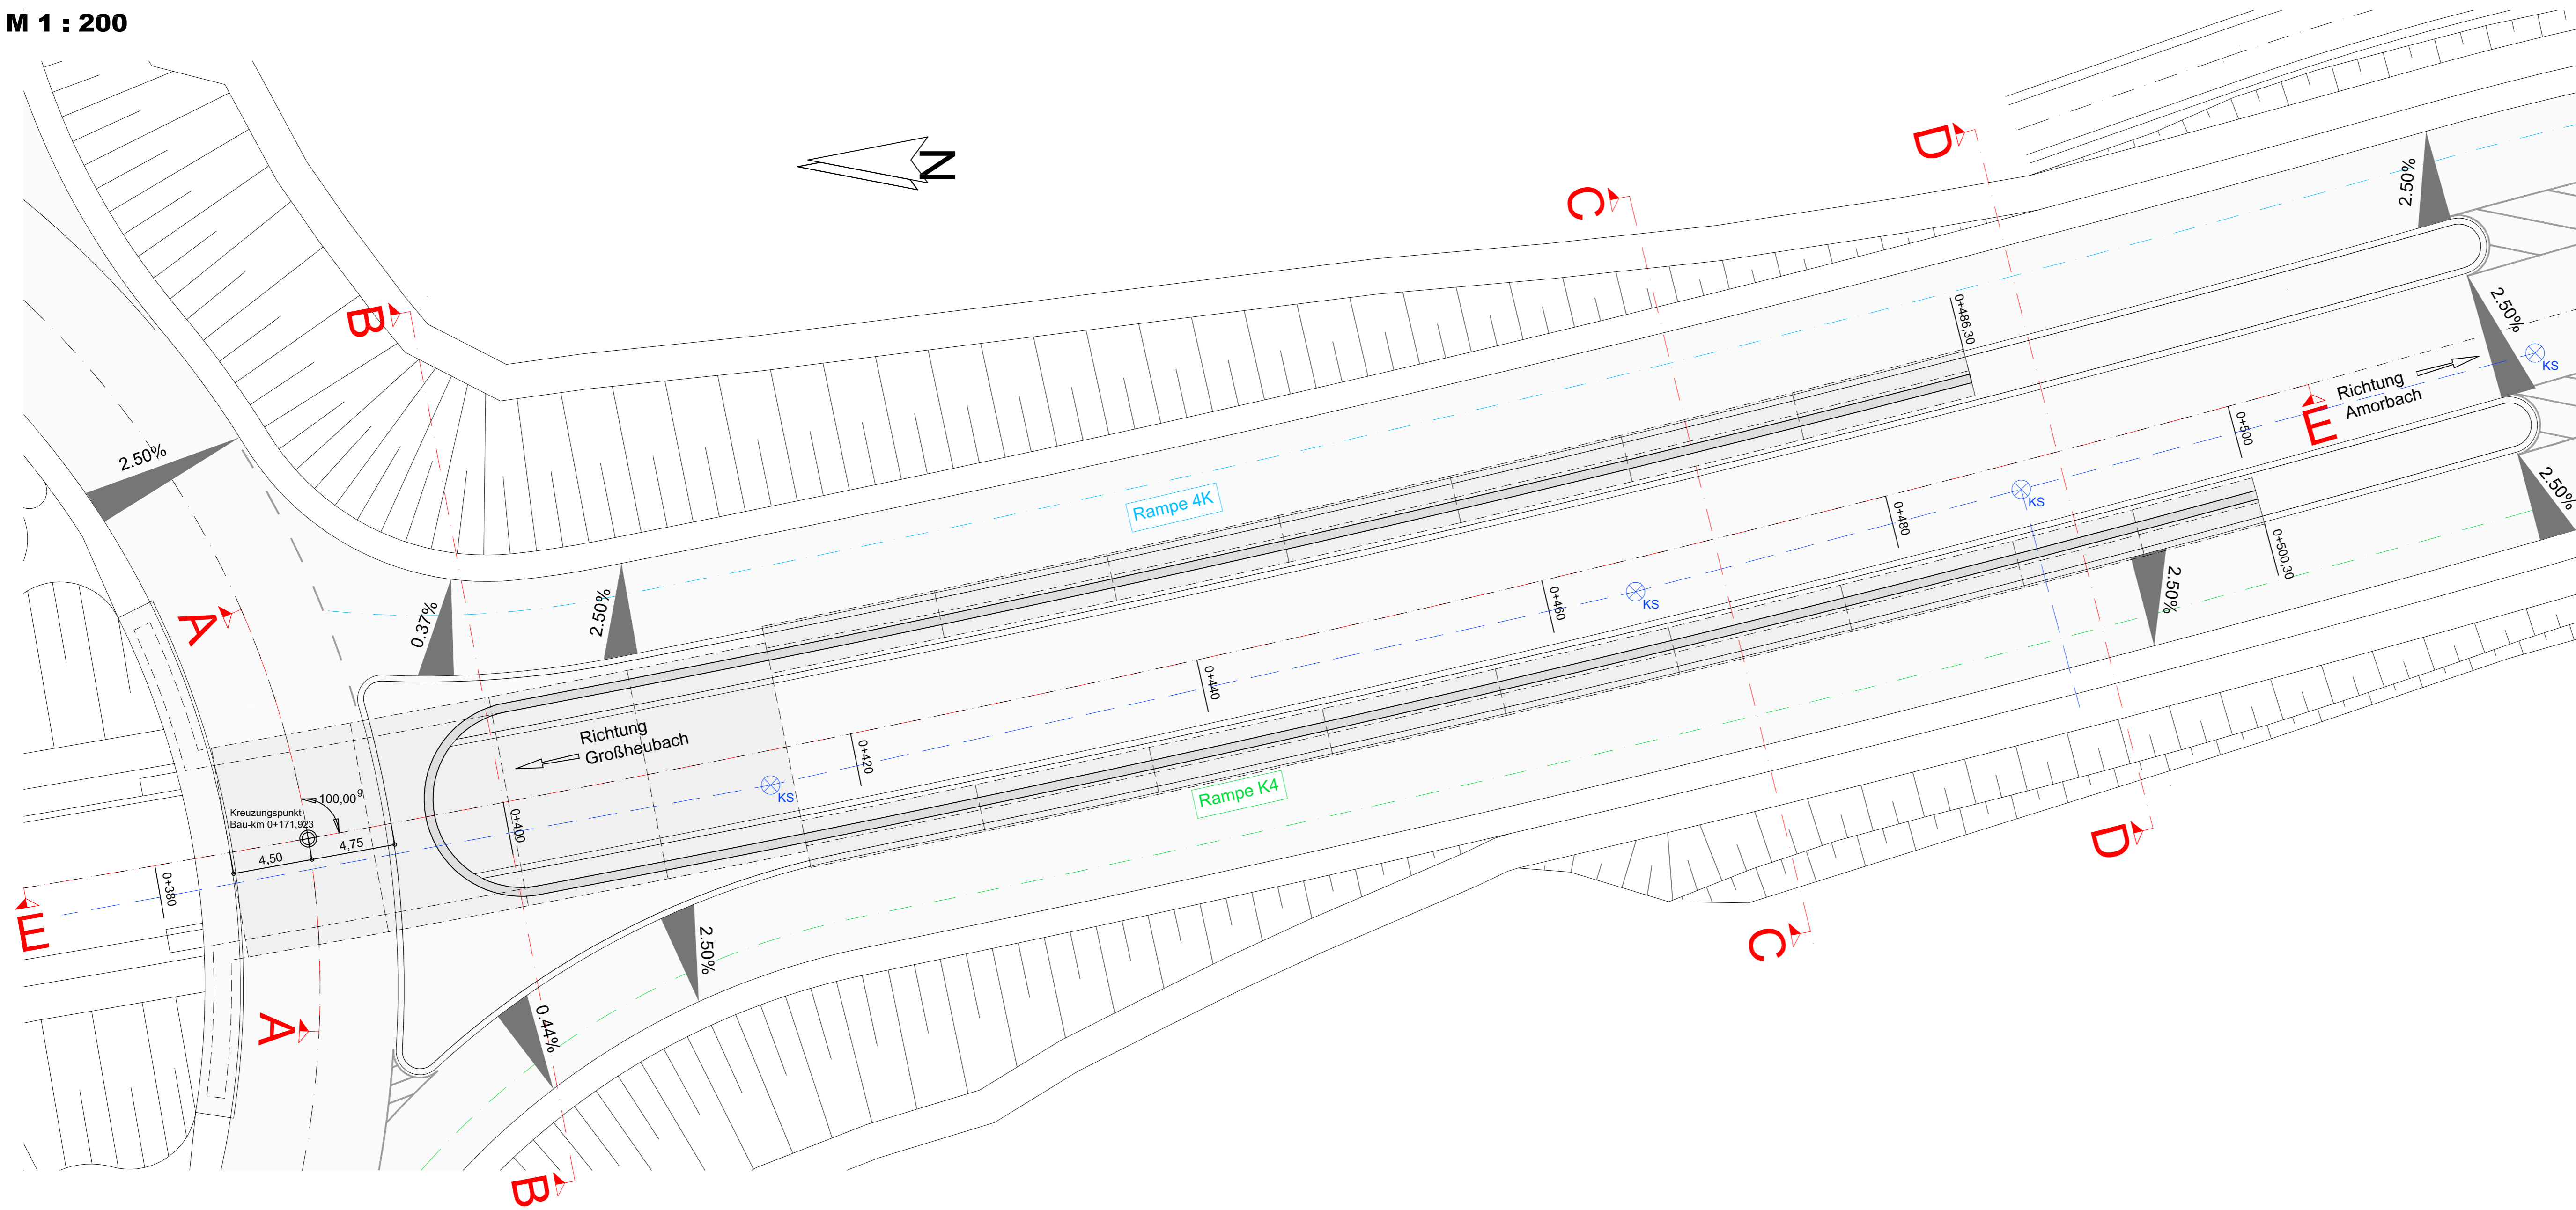 M 1 : 200
N
D
C
B
2.50%
0+486,30
2.50%
KS
Richtung
Amorbach
E
0+500
2.50%
2.50%
Rampe 4K
KS
0+480
0+500,30
2.50%
A
0.37%
2.50%
KS
0+460
0+440
Richtung
Großheubach
0+420
KS
Rampe K4
100,00g
Kreuzungspunkt
Bau-km 0+171,923
4,50
4,75
0+400
0+380
E
D
C
2.50%
A
0.44%
B